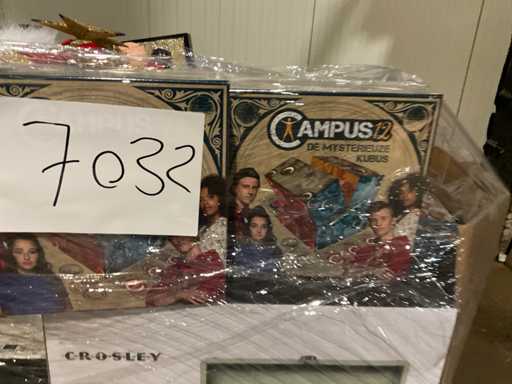 7032
CAMPUS 12
DE MYSTERIEUZE
KUBUS
CROSLEY